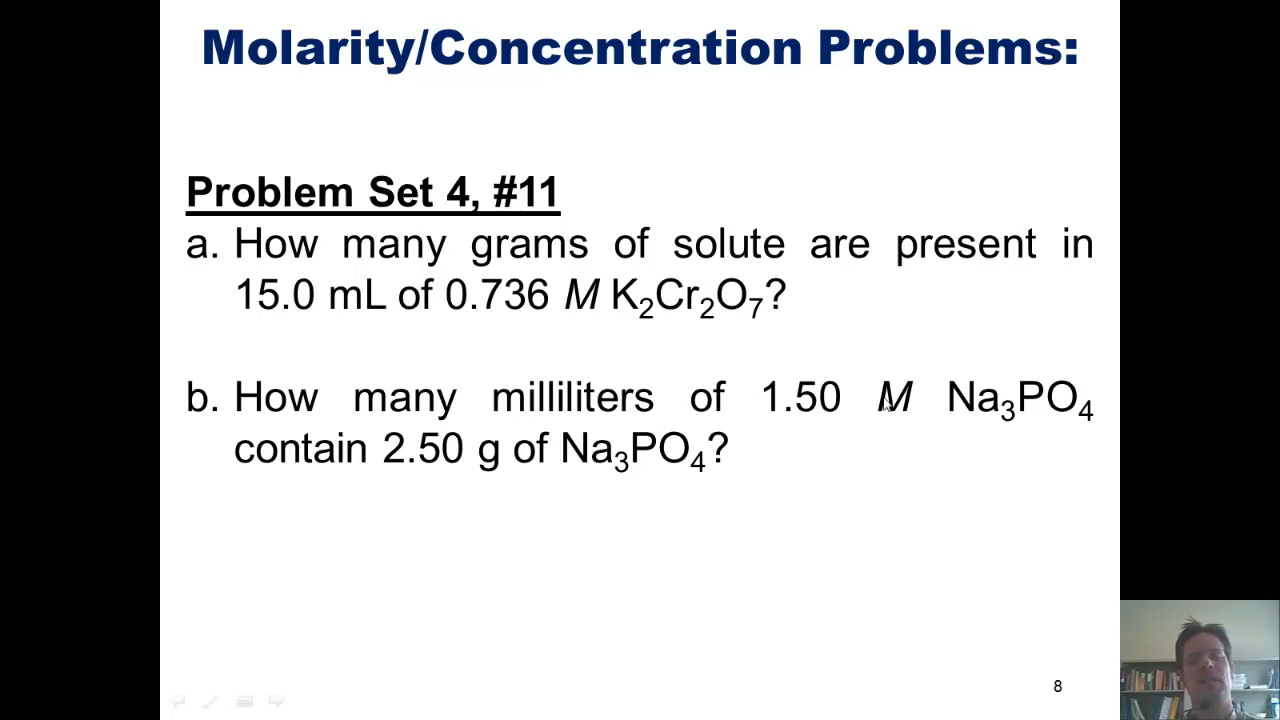 Molarity/Concentration Problems:
Problem Set 4, #11
a. How many grams of solute are present in
15.0 mL of 0.736 M K₂Cr₂O₇?
b. How many milliliters of 1.50 M Na₃PO₄
contain 2.50 g of Na₃PO₄?
8